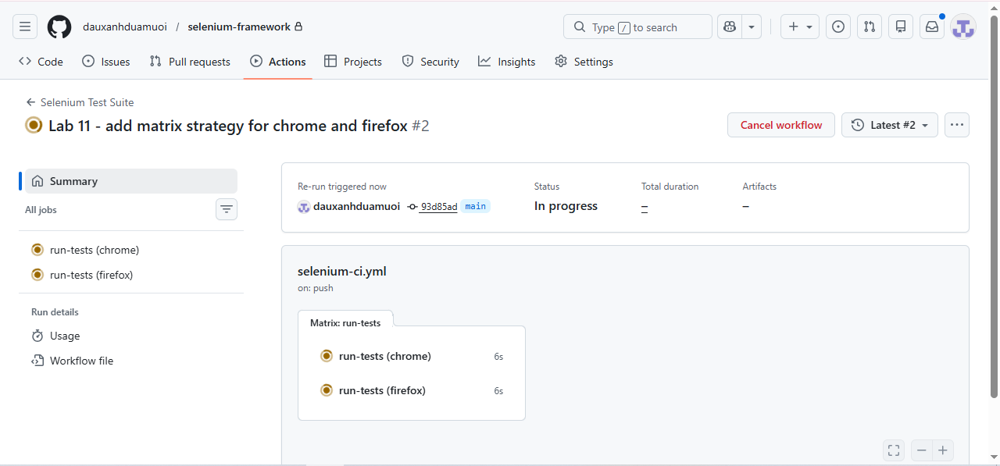 dauxanhduamuoi / selenium-framework
Type / to search
Code Issues Pull requests Actions Projects Security Insights Settings
Selenium Test Suite
Lab 11 - add matrix strategy for chrome and firefox #2
Cancel workflow
Latest #2
Summary
All jobs
run-tests (chrome)
run-tests (firefox)
Run details
Usage
Workflow file
Re-run triggered now
dauxanhduamuoi 93d85ad main
Status
In progress
Total duration
–
Artifacts
–
selenium-ci.yml
on: push
Matrix: run-tests
run-tests (chrome) 6s
run-tests (firefox) 6s